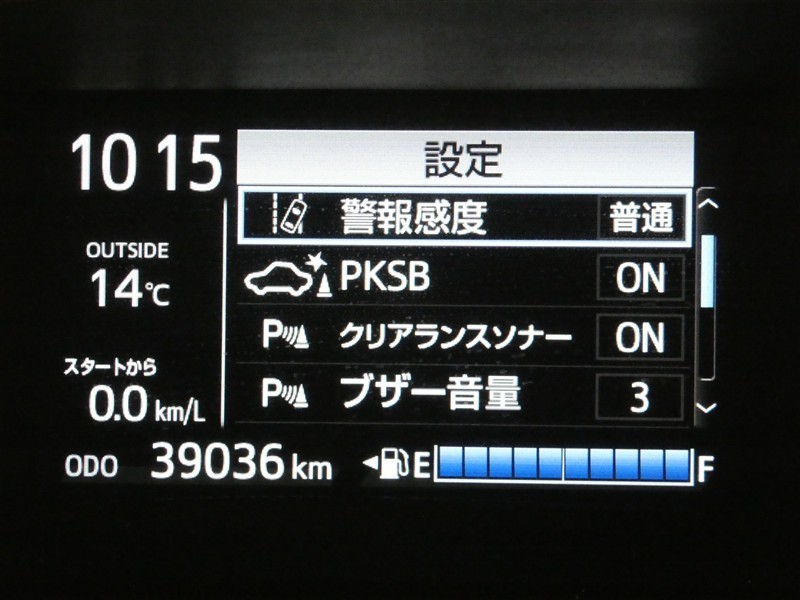 10 15
設定
警報感度 普通
OUTSIDE
14℃
PKSB ON
P クリアランスソナー ON
スタートから
0.0 km/L
P ブザー音量 3
ODO 39036 km
E F